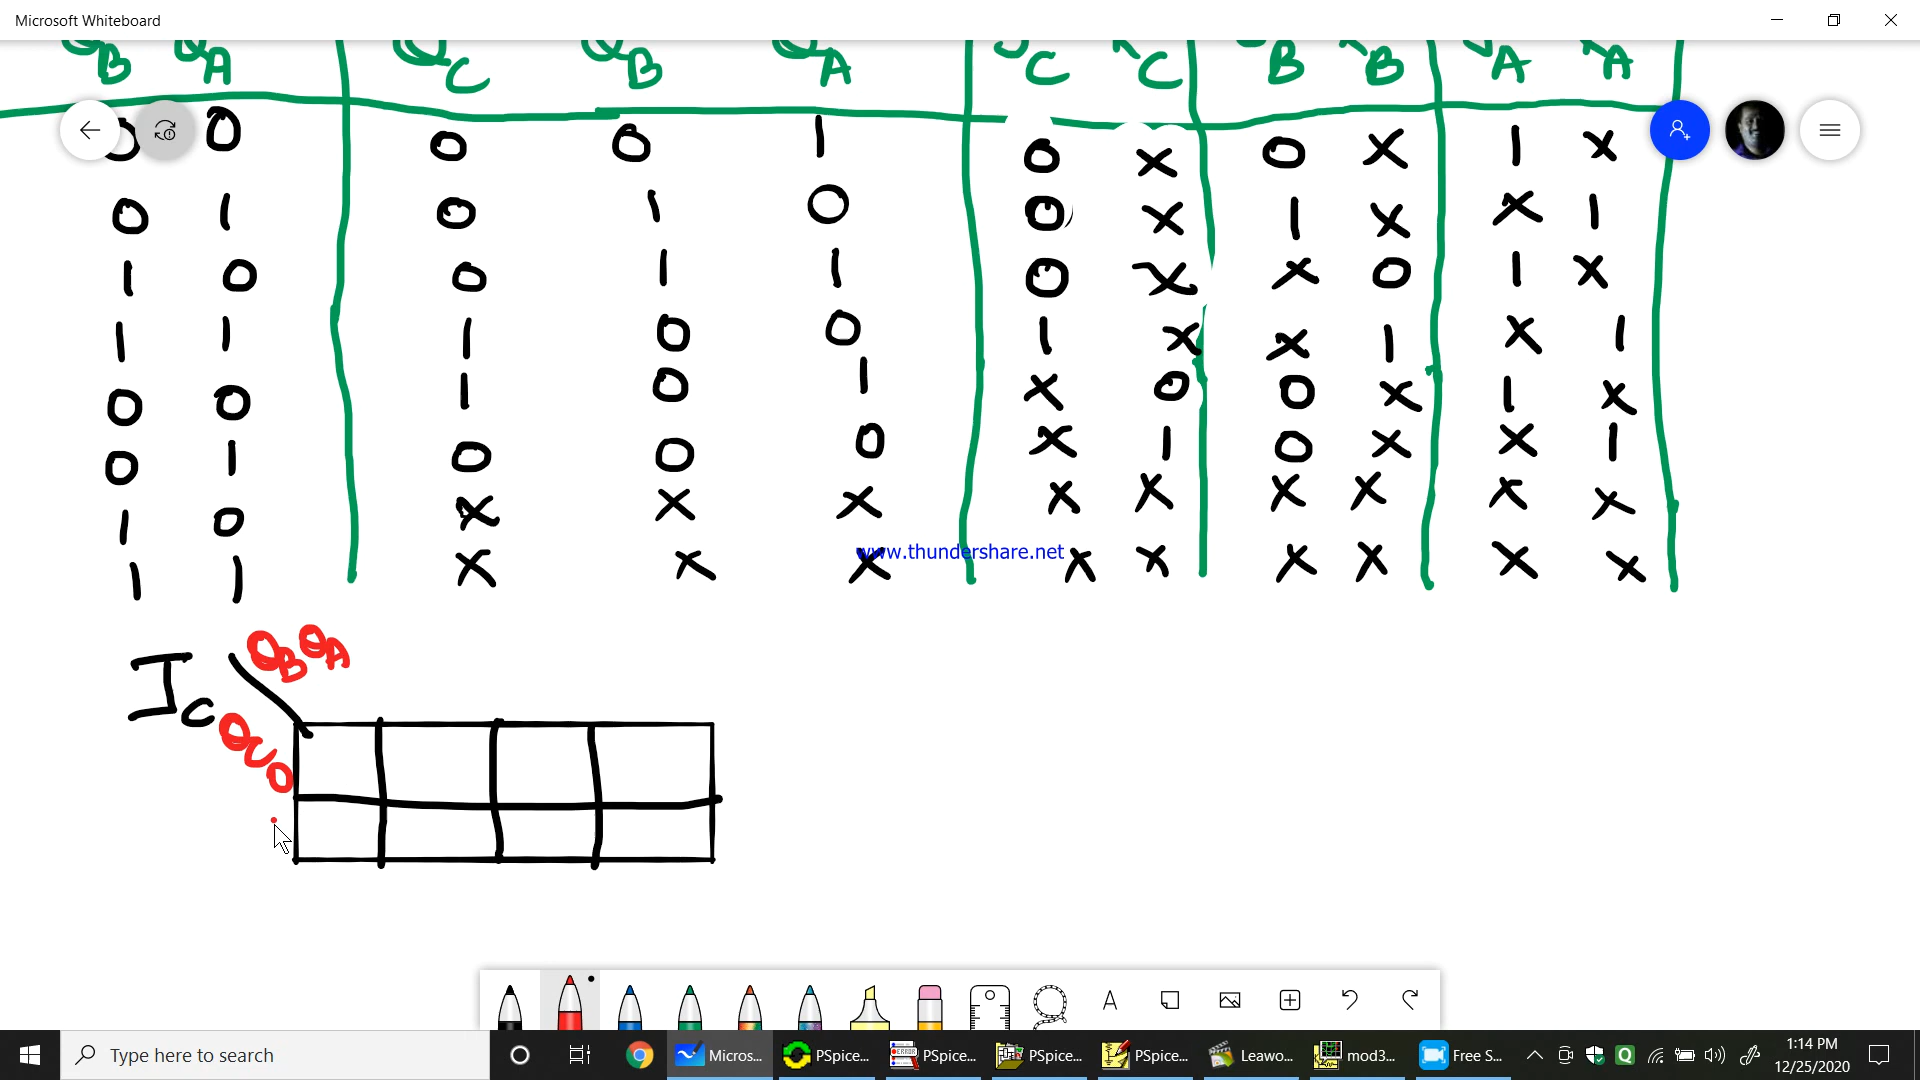 Microsoft Whiteboard
QB QA QC QB QA JC KC JB KB JA KA
0 0 0 0 1 0 X 0 X 1 X
0 1 0 1 0 0 X 1 X X 1
1 0 0 1 1 0 X X 0 1 X
1 1 1 0 0 1 X X 1 X 1
0 0 1 0 1 X 0 0 X 1 X
0 1 0 0 0 X 1 0 X X 1
1 0 X X X X X X X X X
1 1 X X X X X X X X X
www.thundershare.net
QBQA
JC
QC
0
A
Type here to search
Micros...
PSpice...
ERROR
PSpice...
PSpice...
PSpice...
Leawo...
mod3...
Free S...
1:14 PM
12/25/2020